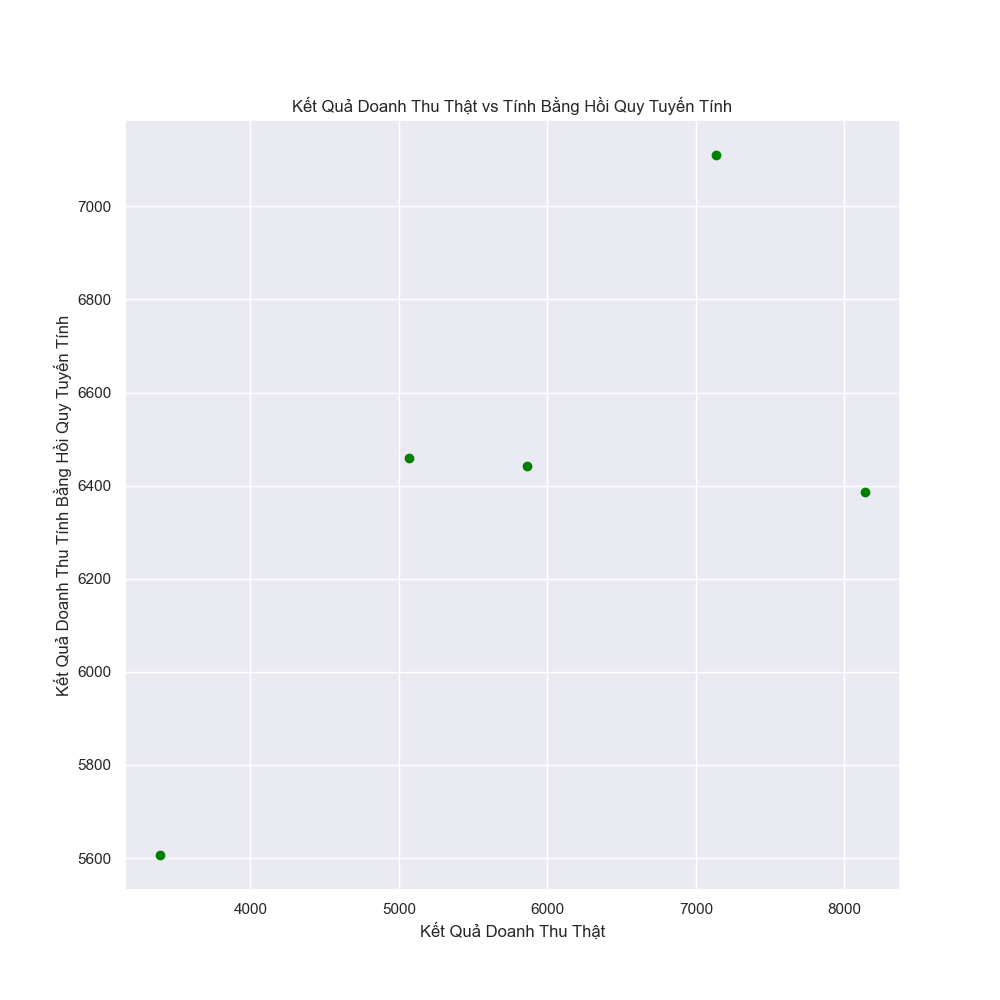 Kết Quả Doanh Thu Thật vs Tính Bằng Hồi Quy Tuyến Tính
Kết Quả Doanh Thu Tính Bằng Hồi Quy Tuyến Tính
7000
6800
6600
6400
6200
6000
5800
5600
4000 5000 6000 7000 8000
Kết Quả Doanh Thu Thật